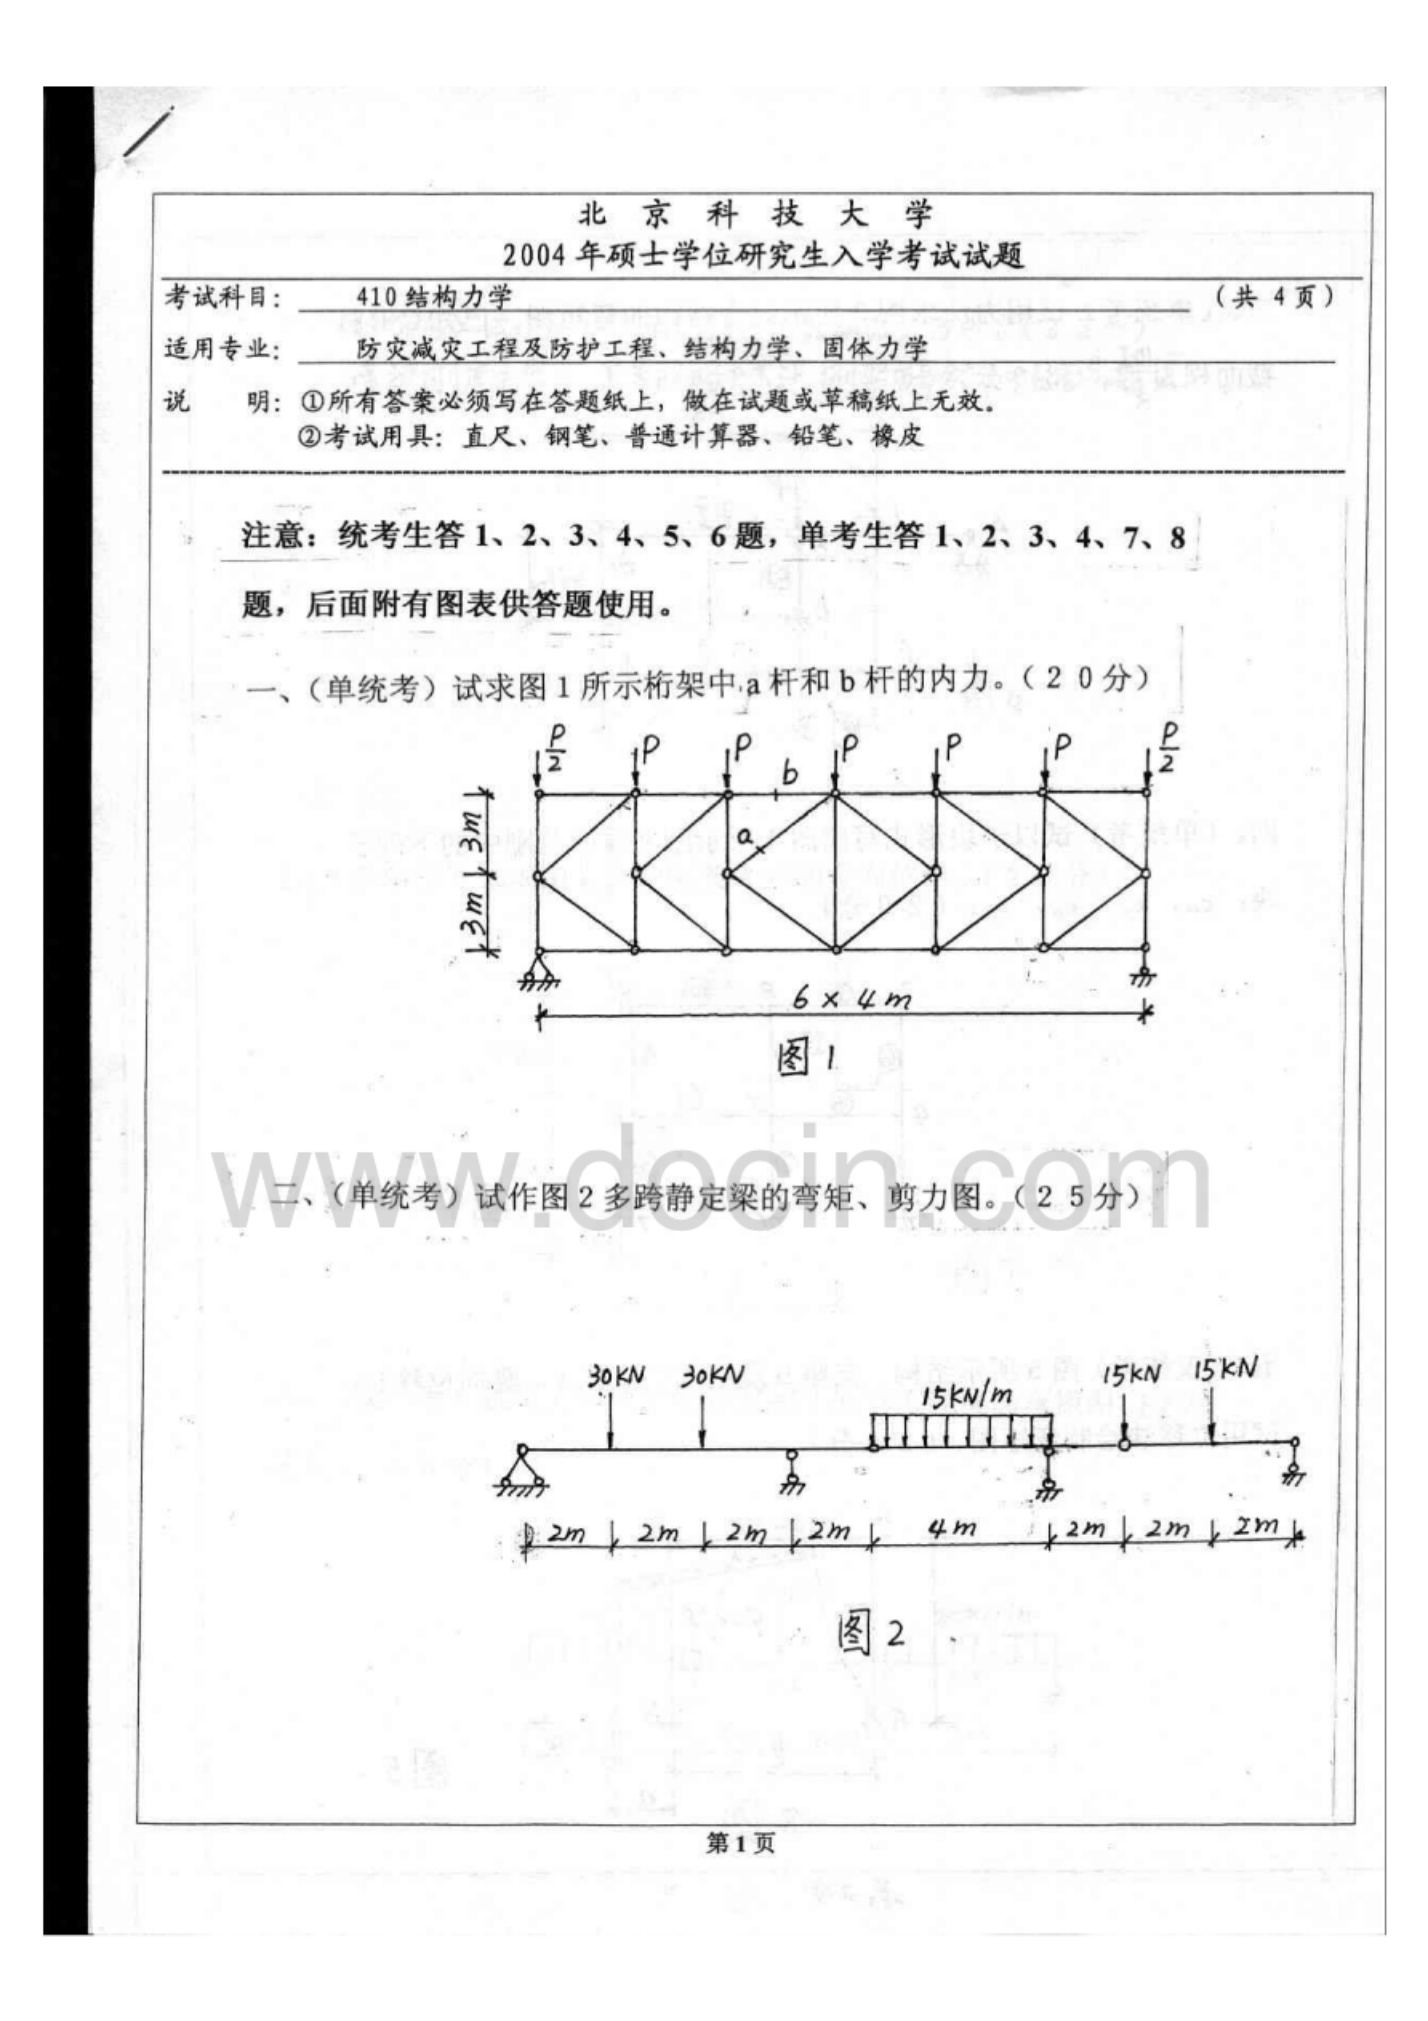 北 京 科 技 大 学
2004 年硕士学位研究生入学考试试题
考试科目： 410 结构力学 （共 4 页）
适用专业： 防灾减灾工程及防护工程、结构力学、固体力学
说 明：①所有答案必须写在答题纸上，做在试题或草稿纸上无效。
②考试用具：直尺、钢笔、普通计算器、铅笔、橡皮
注意：统考生答 1、2、3、4、5、6 题，单考生答 1、2、3、4、7、8
题，后面附有图表供答题使用。
一、（单统考）试求图 1 所示桁架中 a 杆和 b 杆的内力。（２０分）
P/2 P P P P P P/2
b
a
3m
3m
6 × 4 m
图 1
www.docin.com
二、（单统考）试作图 2 多跨静定梁的弯矩、剪力图。（２５分）
30KN 30KN 15KN/m 15KN 15KN
2m 2m 2m 2m 4m 2m 2m 2m
图 2
第 1 页